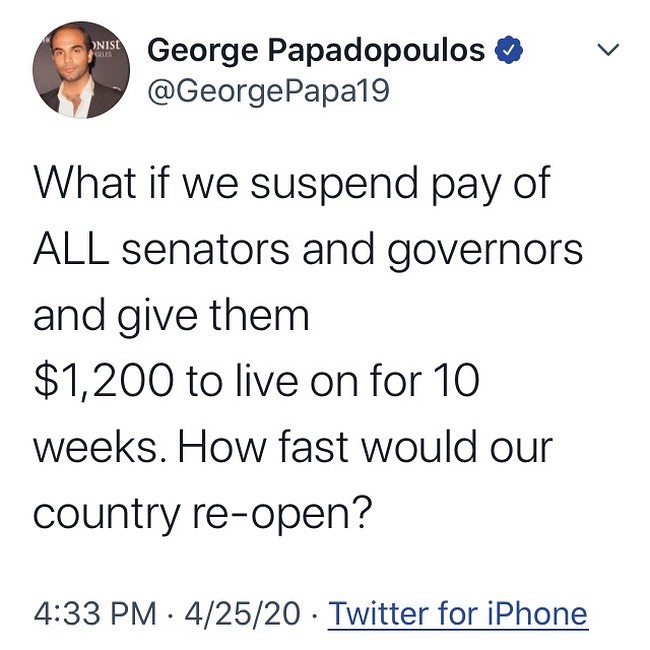 George Papadopoulos
@GeorgePapa19
What if we suspend pay of
ALL senators and governors
and give them
$1,200 to live on for 10
weeks. How fast would our
country re-open?
4:33 PM · 4/25/20 · Twitter for iPhone